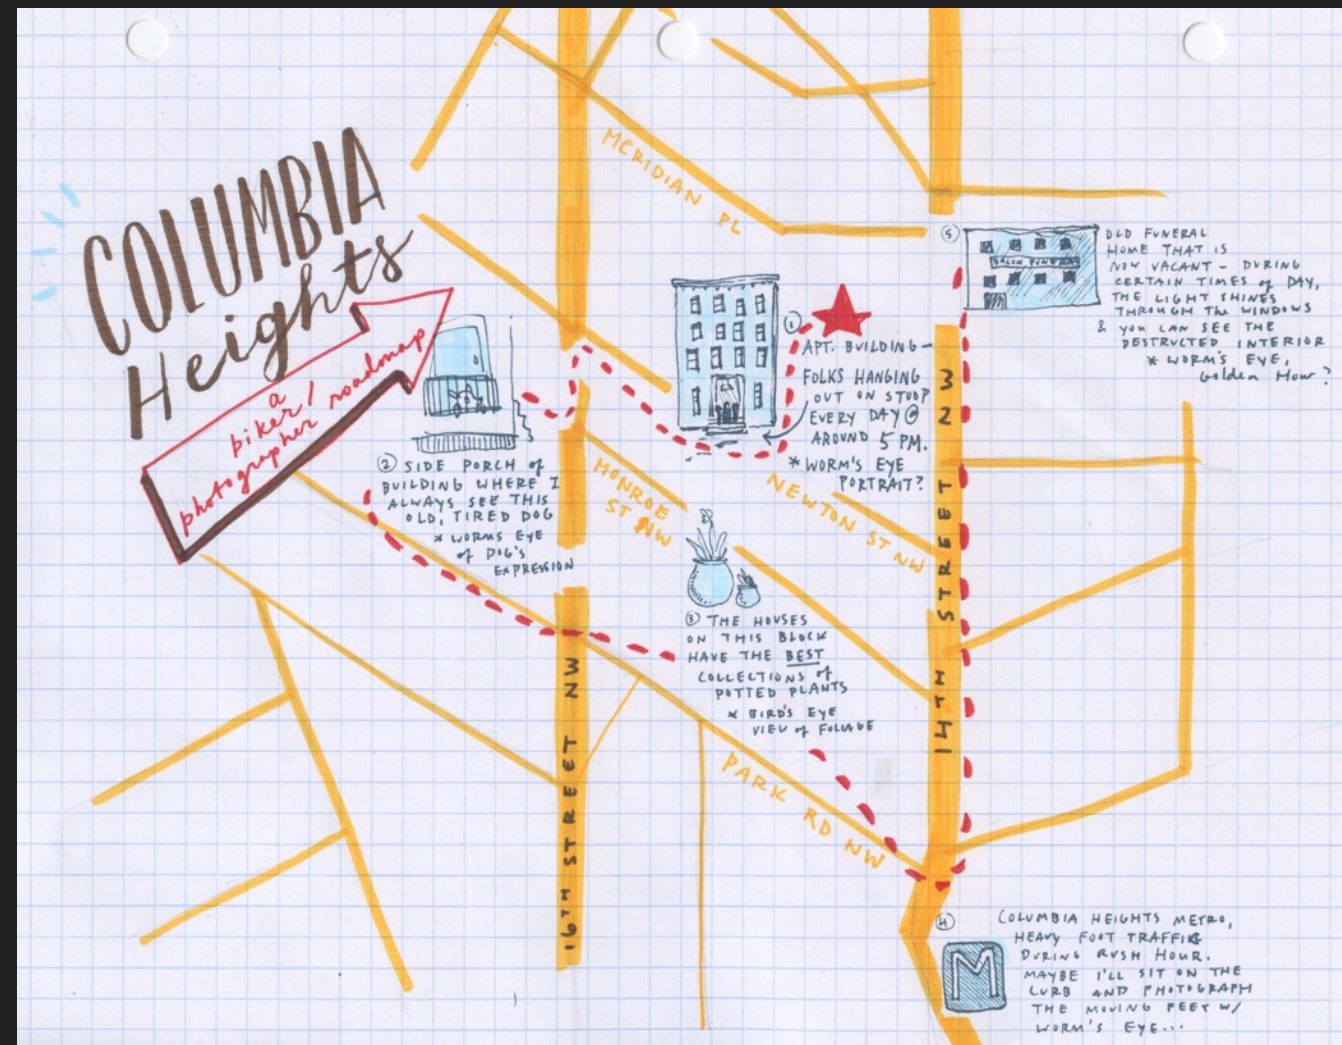 COLUMBIA
Heights
a
biker/
photographer roadmap
MERIDIAN PL
⑤ OLD FUNERAL
HOME THAT IS
NOW VACANT - DURING
CERTAIN TIMES of DAY,
THE LIGHT SHINES
THROUGH The WINDOWS
& YOU CAN SEE THE
DESTRUCTED INTERIOR
* WORM'S EYE,
Golden Hour?
① APT. BUILDING -
FOLKS HANGING
OUT ON STOOP
EVERY DAY @
AROUND 5 PM.
* WORM'S EYE
PORTRAIT?
② SIDE PORCH of
BUILDING WHERE I
ALWAYS SEE THIS
OLD, TIRED DOG
* WORMS EYE
of DOG'S
EXPRESSION
MONROE
ST NW
NEWTON ST NW
14TH STREET NW
③ THE HOUSES
ON THIS BLOCK
HAVE THE BEST
COLLECTIONS of
POTTED PLANTS
* BIRD'S EYE
VIEW of FOLIAGE
16TH STREET NW
PARK RD NW
④ COLUMBIA HEIGHTS METRO,
HEAVY FOOT TRAFFIC
DURING RUSH HOUR.
MAYBE I'LL SIT ON THE
CURB AND PHOTOGRAPH
THE MOVING FEET W/
WORM'S EYE...
M